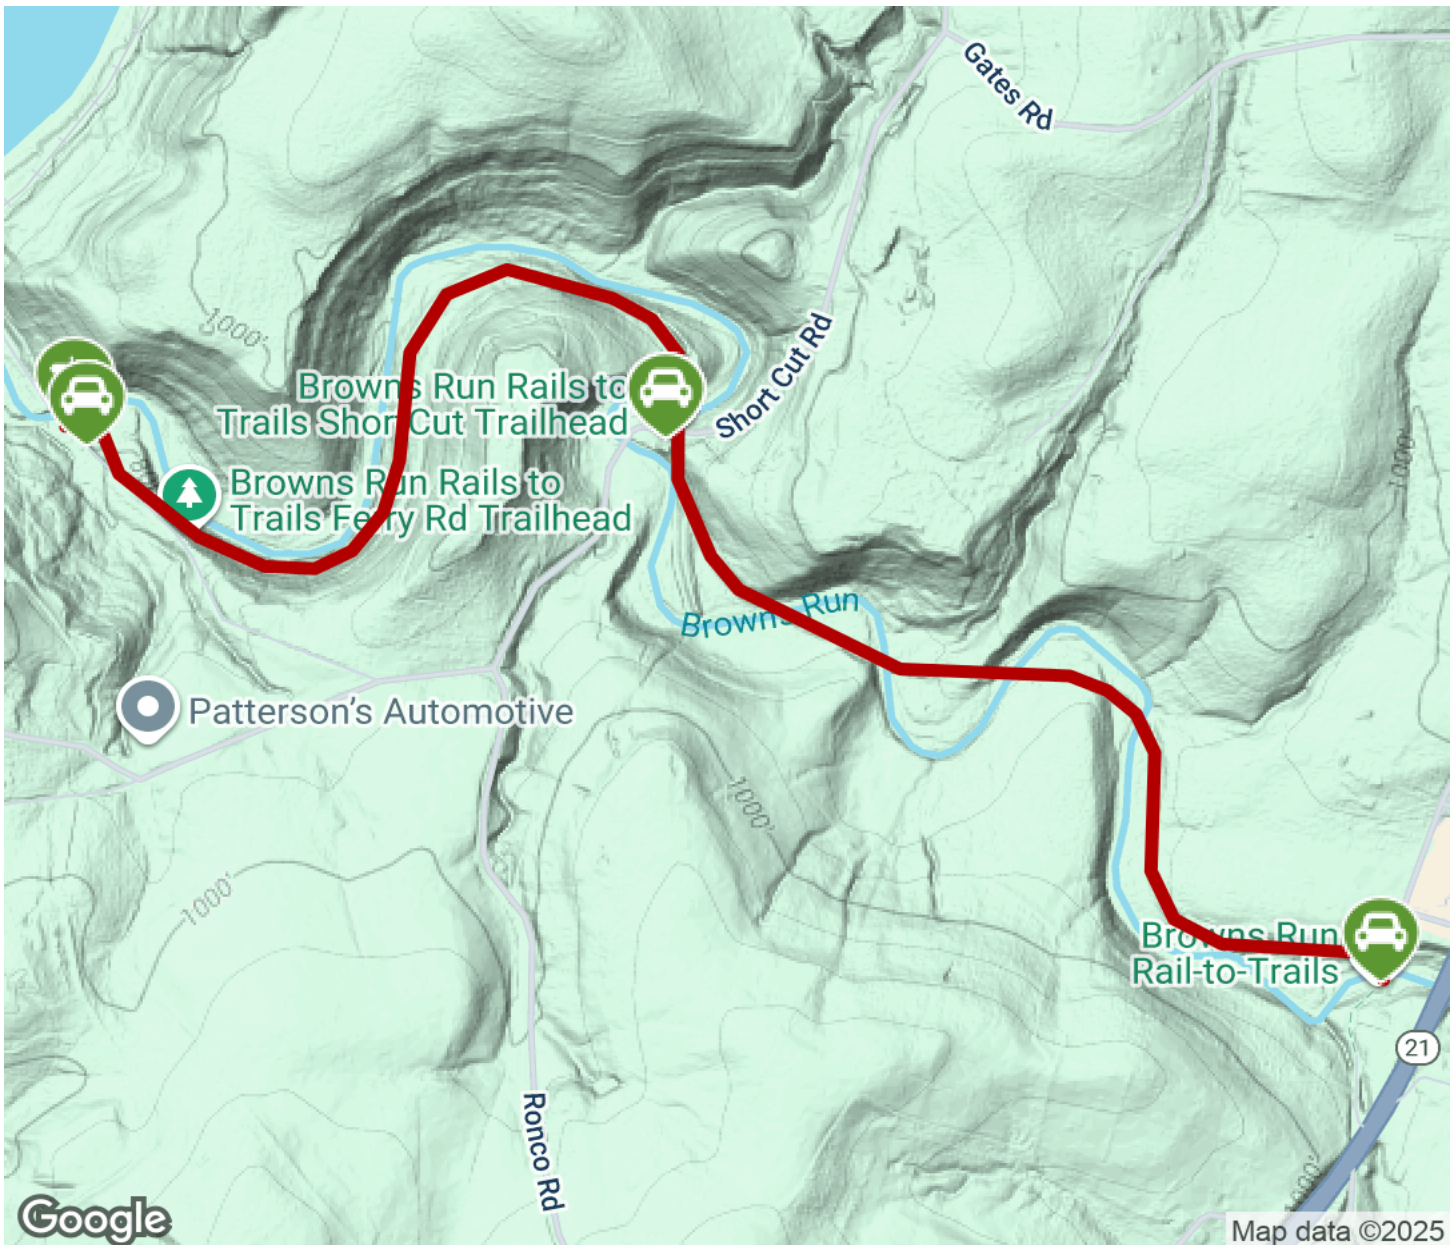 Gates Rd
1000'
Short Cut Rd
Browns Run Rails to
Trails Short Cut Trailhead
1000'
Browns Run Rails to
Trails Ferry Rd Trailhead
Browns Run
Patterson's Automotive
1000'
1000'
Browns Run
Rail-to-Trails
21
Ronco Rd
1000'
Google
Map data ©2025